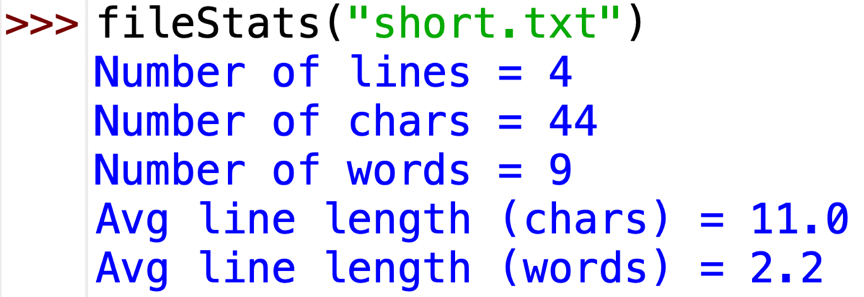 >>> fileStats("short.txt")
Number of lines = 4
Number of chars = 44
Number of words = 9
Avg line length (chars) = 11.0
Avg line length (words) = 2.2